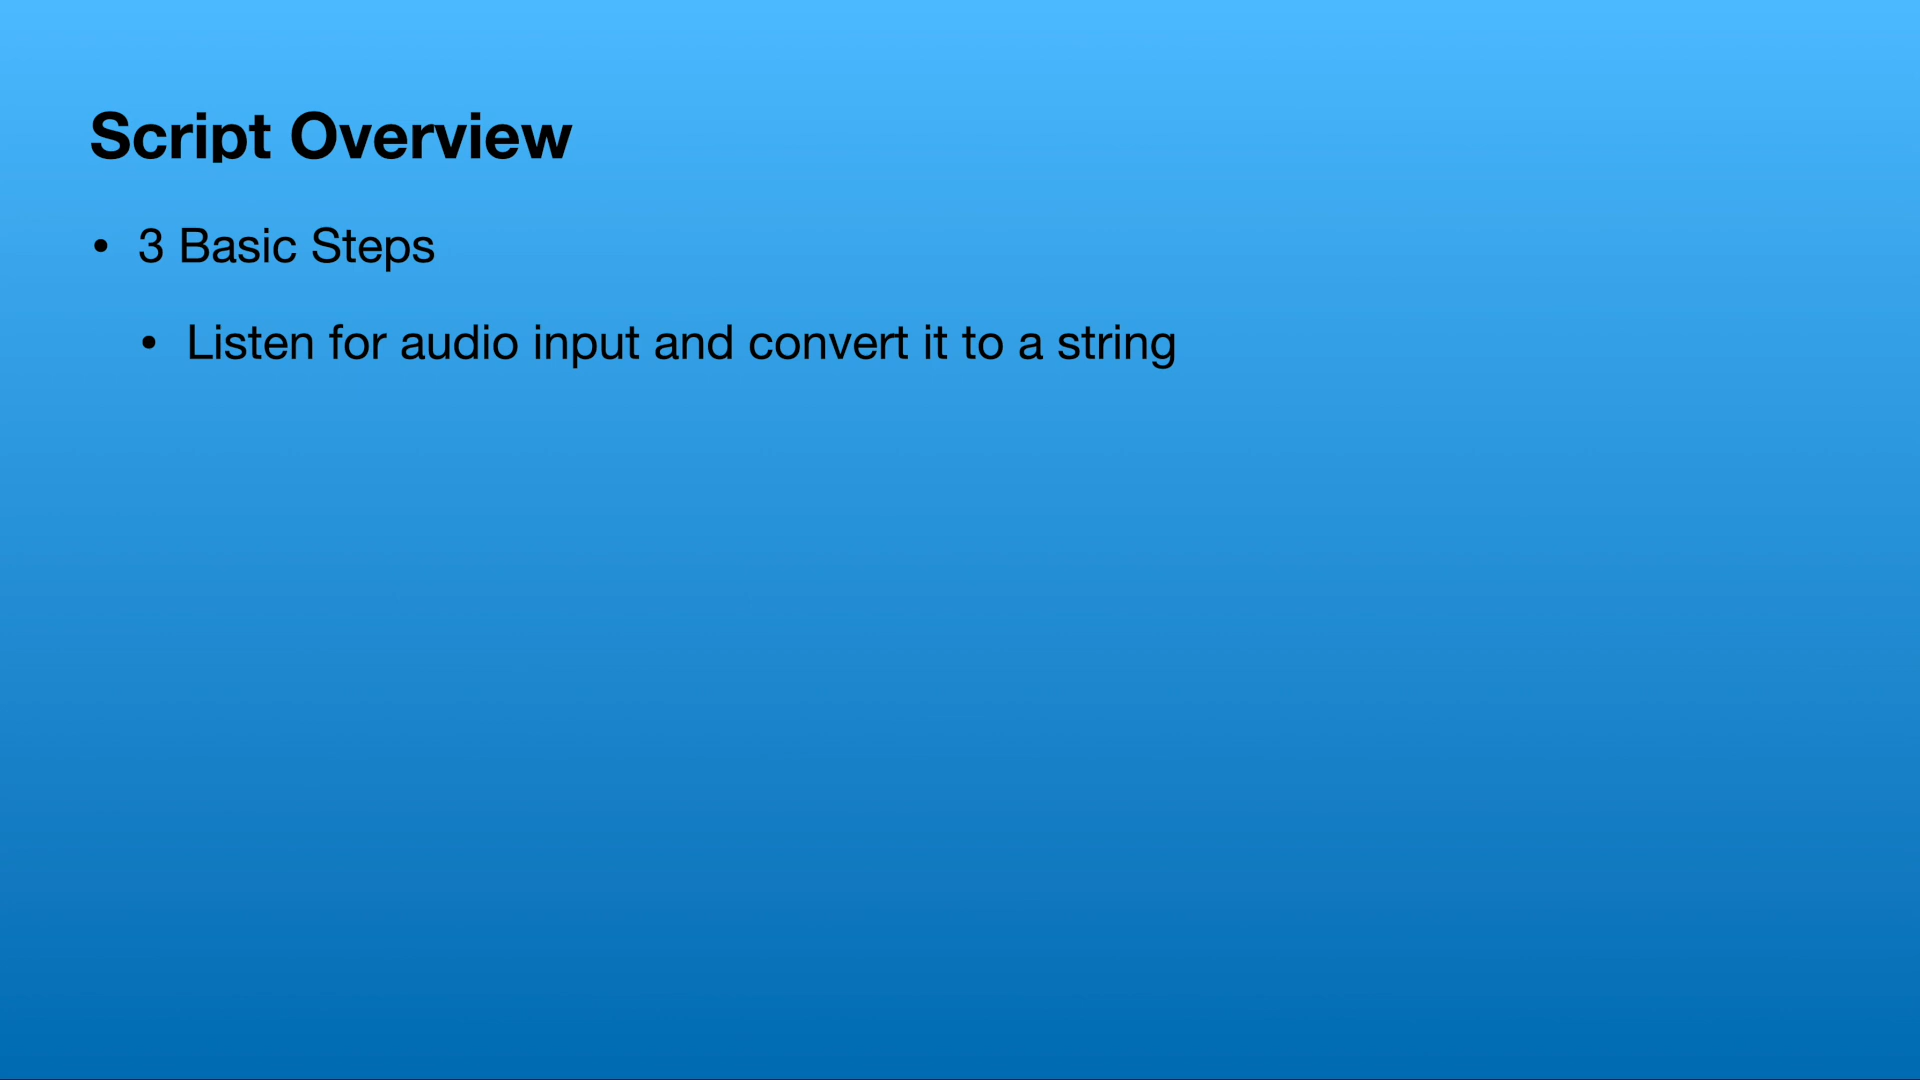 Script Overview
• 3 Basic Steps
• Listen for audio input and convert it to a string